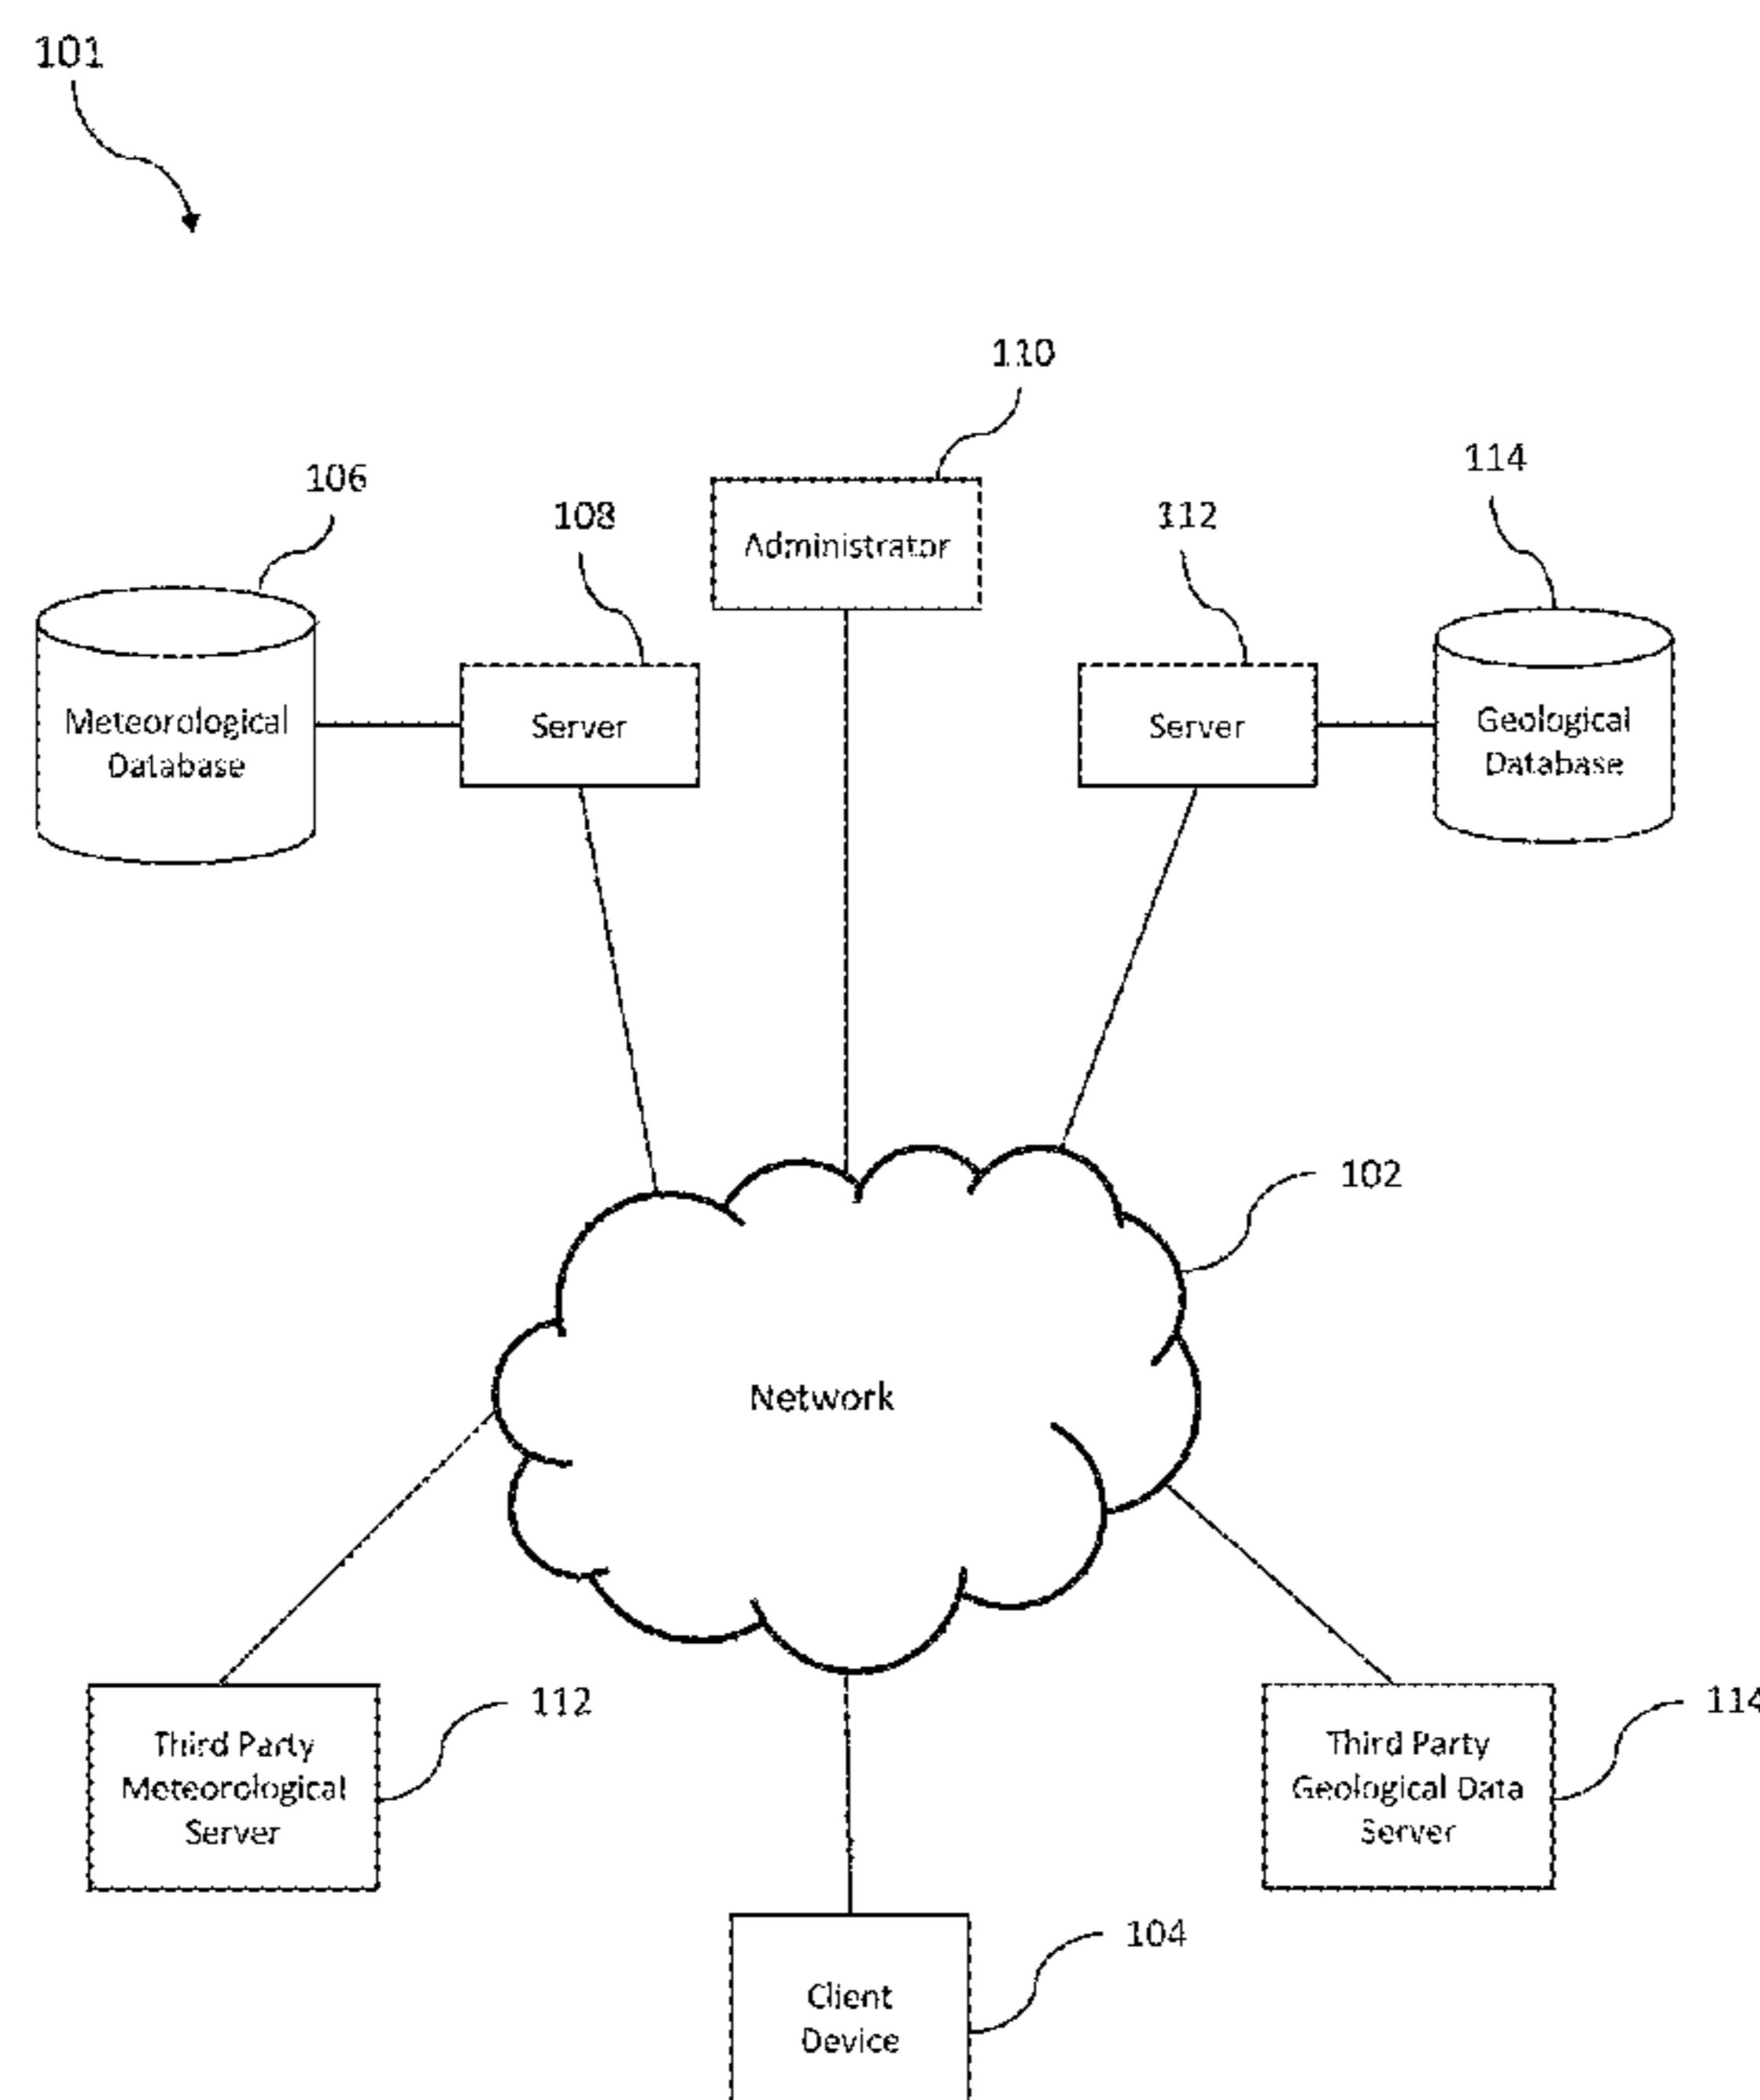 101
110
106
114
108
112
Administrator
Meteorological
Database
Server
Server
Geological
Database
102
Network
112
114
Third Party
Meteorological
Server
Third Party
Geological Data
Server
104
Client
Device